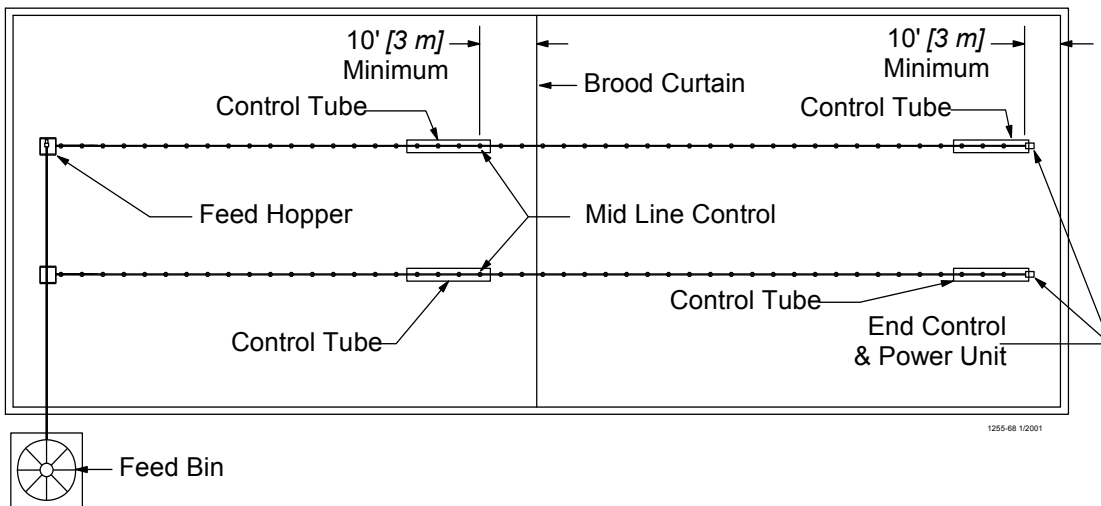 10' [3 m]
Minimum
10' [3 m]
Minimum
Brood Curtain
Control Tube
Control Tube
Feed Hopper
Mid Line Control
Control Tube
Control Tube
End Control
& Power Unit
1255-68 1/2001
Feed Bin